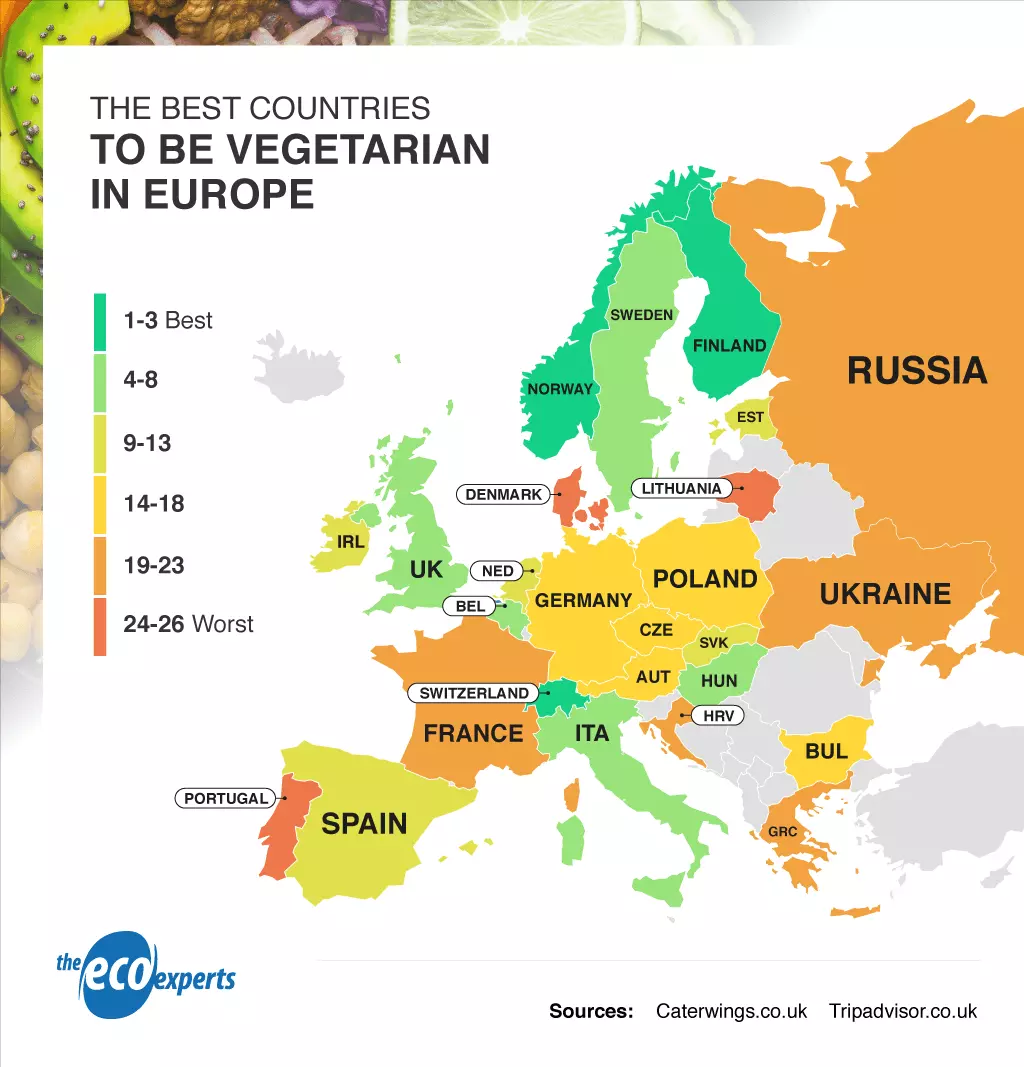 THE BEST COUNTRIES
TO BE VEGETARIAN
IN EUROPE
1-3 Best
4-8
9-13
14-18
19-23
24-26 Worst
SWEDEN
FINLAND
NORWAY
RUSSIA
EST
DENMARK
LITHUANIA
IRL
UK
NED
BEL
GERMANY
POLAND
UKRAINE
CZE
SVK
AUT
HUN
SWITZERLAND
HRV
FRANCE
ITA
BUL
PORTUGAL
SPAIN
GRC
the ecoexperts
Sources: Caterwings.co.uk Tripadvisor.co.uk